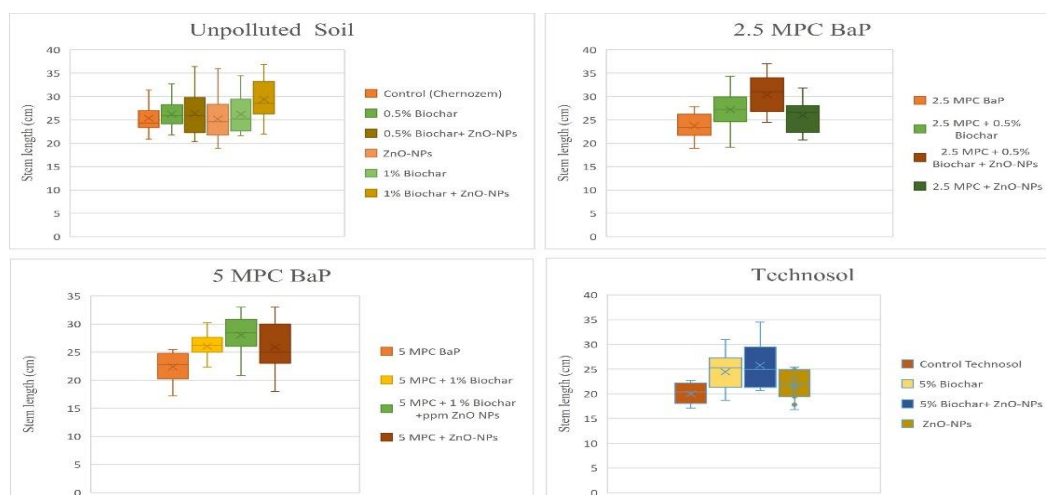 Unpolluted Soil
Stem length (cm)
40
35
30
25
20
15
10
5
0
Control (Chernozem)
0.5% Biochar
0.5% Biochar+ ZnO-NPs
ZnO-NPs
1% Biochar
1% Biochar + ZnO-NPs
2.5 MPC BaP
Stem length (cm)
40
35
30
25
20
15
10
5
0
2.5 MPC BaP
2.5 MPC + 0.5%
Biochar
2.5 MPC + 0.5%
Biochar + ZnO-NPs
2.5 MPC + ZnO-NPs
5 MPC BaP
Stem length (cm)
35
30
25
20
15
10
5
0
5 MPC BaP
5 MPC + 1% Biochar
5 MPC + 1 % Biochar
+ppm ZnO NPs
5 MPC + ZnO-NPs
Technosol
Stem length (cm)
40
35
30
25
20
15
10
5
0
Control Technosol
5% Biochar
5% Biochar+ ZnO-NPs
ZnO-NPs